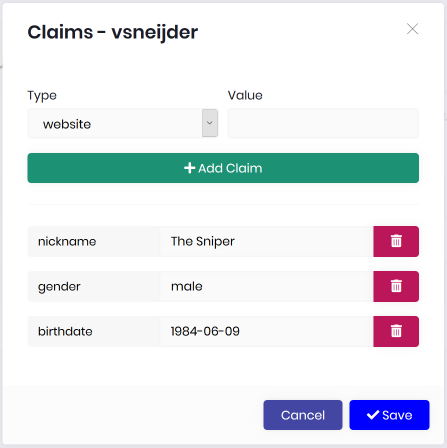 Claims - vsneijder
Type Value
website
Add Claim
nickname The Sniper
gender male
birthdate 1984-06-09
Cancel Save